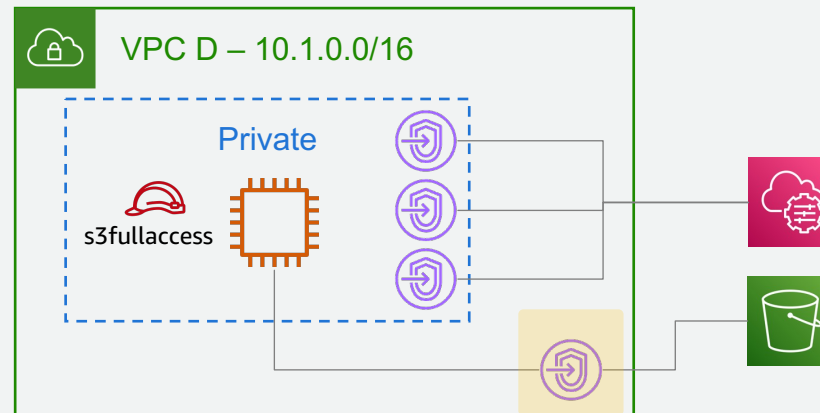 VPC D – 10.1.0.0/16
Private
s3fullaccess